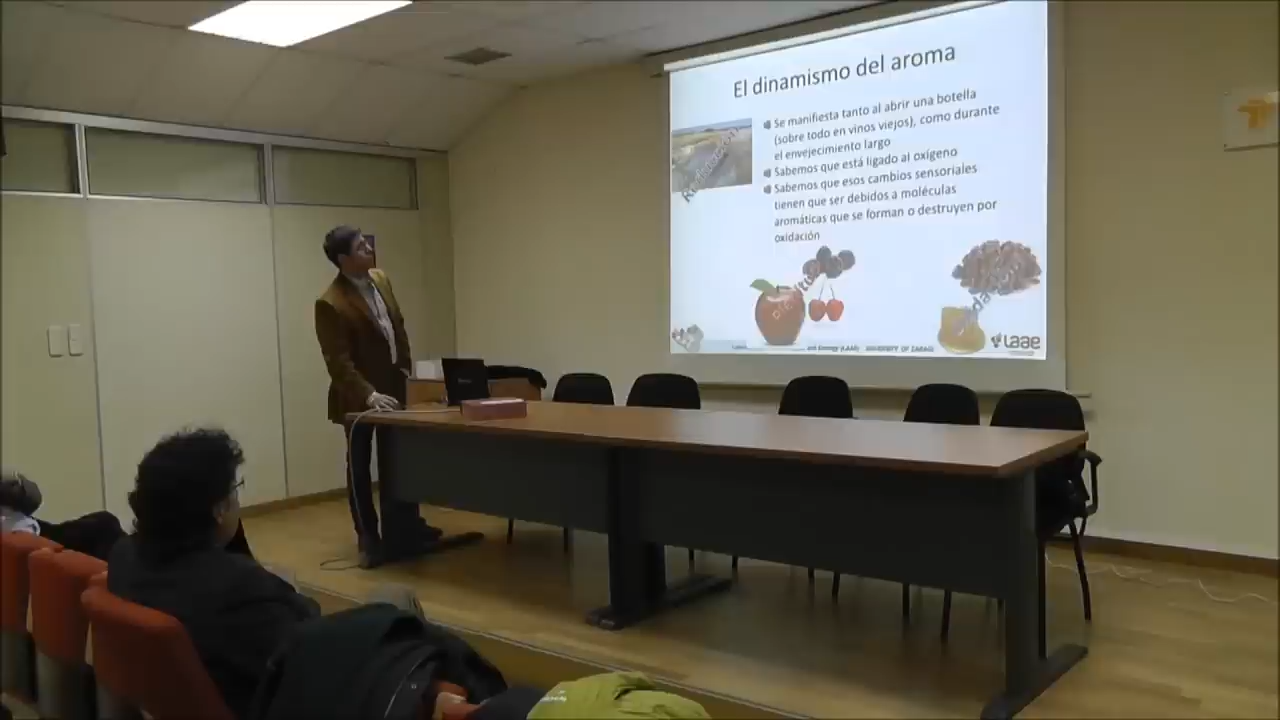 El dinamismo del aroma
Se manifiesta tanto al abrir una botella
(sobre todo en vinos viejos), como durante
el envejecimiento largo
Sabemos que está ligado al oxígeno
Sabemos que esos cambios sensoriales
tienen que ser debidos a moléculas
aromáticas que se forman o destruyen por
oxidación
(LAAE) UNIVERSITY OF
LAAE